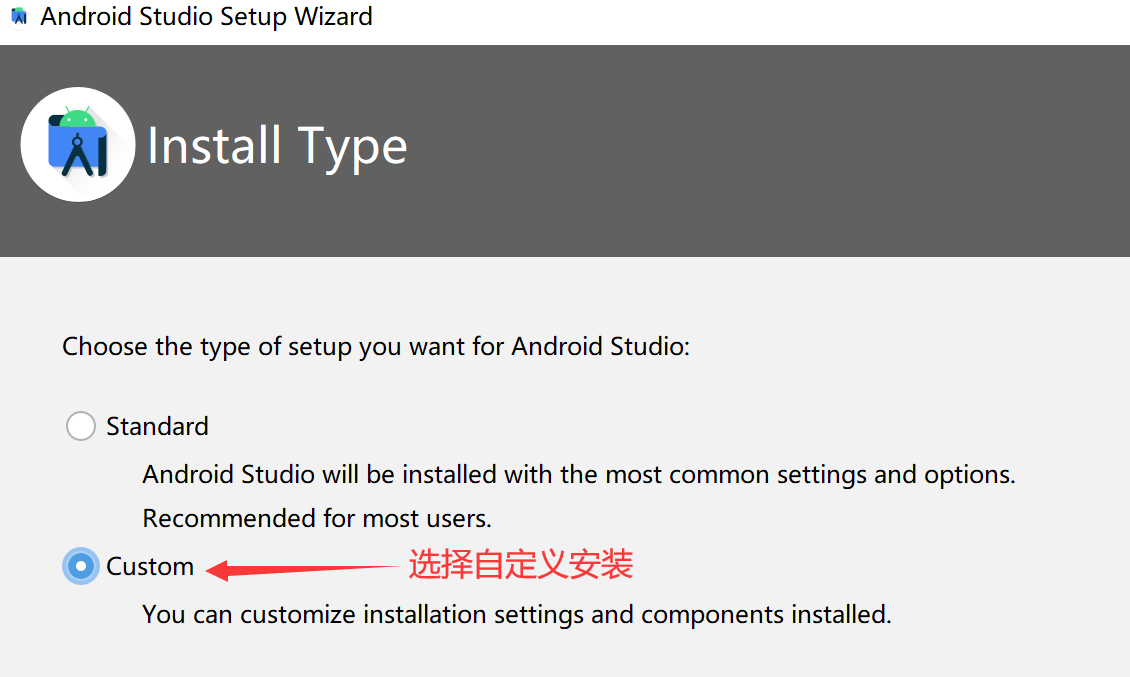 Android Studio Setup Wizard
Install Type
Choose the type of setup you want for Android Studio:
Standard
Android Studio will be installed with the most common settings and options.
Recommended for most users.
Custom 选择自定义安装
You can customize installation settings and components installed.